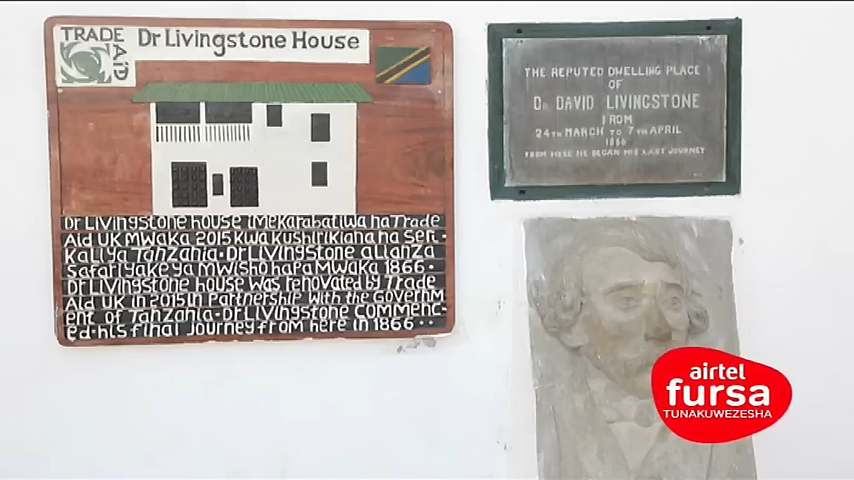 TRADE
AID
Dr Livingstone House
Dr Livingstone house imekarabatiwa na Trade
Aid UK Mwaka 2015 kwa kushirikiana na Seri-
kali ya Tanzania. Dr Livingstone alianza
safari yake ya mwisho hapa Mwaka 1866.
Dr Livingstone house was renovated by Trade
Aid UK in 2015 in Partnership with the Governm
ent of Tanzania. Dr Livingstone commenc-
ed his final journey from here in 1866..
THE REPUTED DWELLING PLACE
OF
DR DAVID LIVINGSTONE
FROM
24TH MARCH TO 7TH APRIL
1866
FROM HERE HE BEGAN HIS LAST JOURNEY
airtel
fursa
TUNAKUWEZESHA